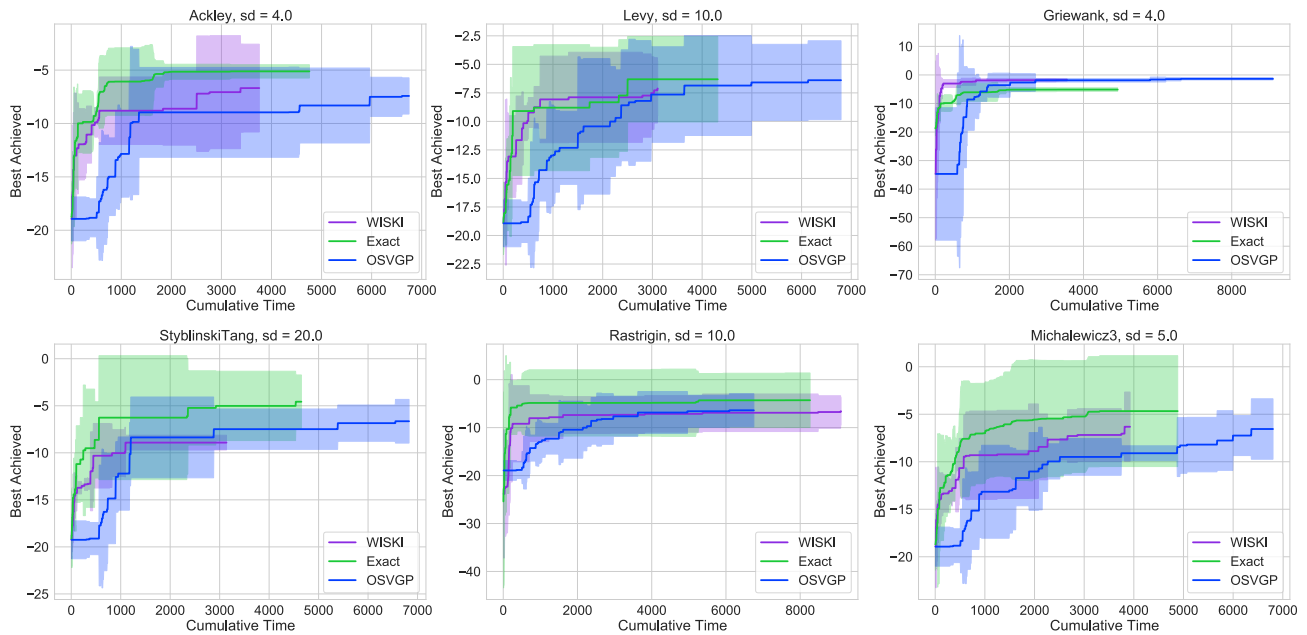 Ackley, sd = 4.0
−5
−10
−15
−20
Best Achieved
0 1000 2000 3000 4000 5000 6000 7000
Cumulative Time
WISKI
Exact
OSVGP
Levy, sd = 10.0
−2.5
−5.0
−7.5
−10.0
−12.5
−15.0
−17.5
−20.0
−22.5
Best Achieved
0 1000 2000 3000 4000 5000 6000 7000
Cumulative Time
WISKI
Exact
OSVGP
Griewank, sd = 4.0
10
0
−10
−20
−30
−40
−50
−60
−70
Best Achieved
0 2000 4000 6000 8000
Cumulative Time
WISKI
Exact
OSVGP
StyblinskiTang, sd = 20.0
0
−5
−10
−15
−20
−25
Best Achieved
0 1000 2000 3000 4000 5000 6000 7000
Cumulative Time
WISKI
Exact
OSVGP
Rastrigin, sd = 10.0
0
−10
−20
−30
−40
Best Achieved
0 2000 4000 6000 8000
Cumulative Time
WISKI
Exact
OSVGP
Michalewicz3, sd = 5.0
0
−5
−10
−15
−20
Best Achieved
0 1000 2000 3000 4000 5000 6000 7000
Cumulative Time
WISKI
Exact
OSVGP